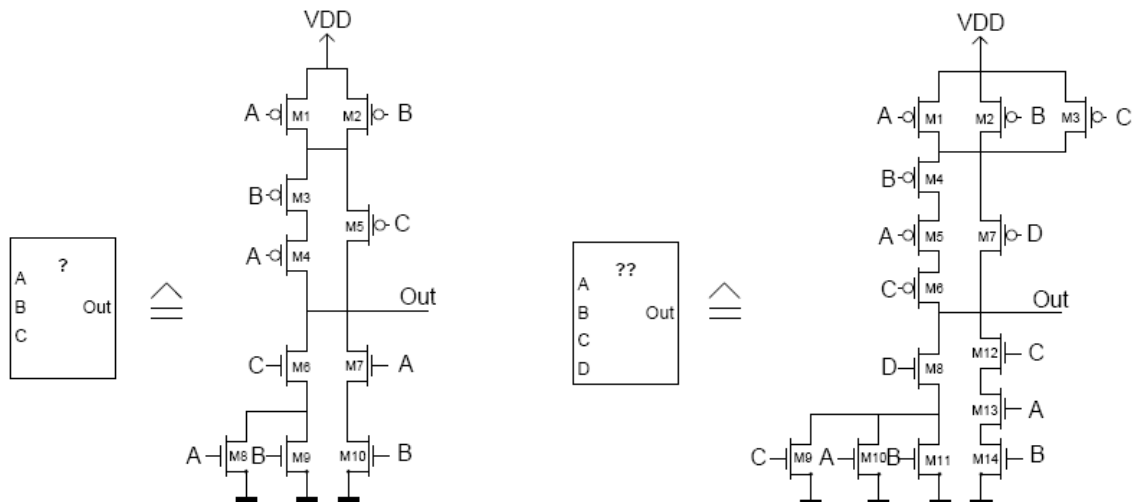 VDD
A M1 M2 B
B M3
M5 C
A M4
?
A
B Out
C
Out
C M6 M7 A
A M8 B M9 M10 B
VDD
A M1 M2 B M3 C
B M4
A M5 M7 D
C M6
??
A
B Out
C
D
Out
M12 C
D M8
M13 A
C M9 A M10 B M11 M14 B